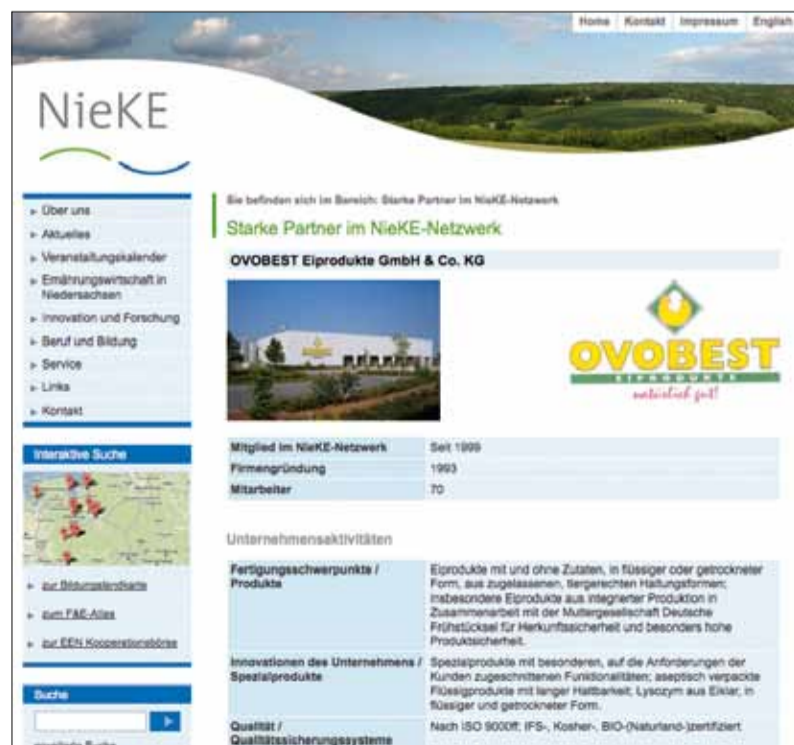 Home Kontakt Impressum English
NieKE
Über uns
Aktuelles
Veranstaltungskalender
Ernährungswirtschaft in
Niedersachsen
Innovation und Forschung
Beruf und Bildung
Service
Links
Kontakt
Interaktive Suche
zur Bildungslandkarte
zum F&E-Atlas
zur EEN Kooperationsbörse
Suche
Sie befinden sich im Bereich: Starke Partner im NieKE-Netzwerk
Starke Partner im NieKE-Netzwerk
OVOBEST Eiprodukte GmbH & Co. KG
OVOBEST
EIPRODUKTE
natürlich gut!
Mitglied im NieKE-Netzwerk Seit 1999
Firmengründung 1993
Mitarbeiter 70
Unternehmensaktivitäten
Fertigungsschwerpunkte / Eiprodukte mit und ohne Zutaten, in flüssiger oder getrockneter
Produkte Form, aus zugelassenen, tiergerechten Haltungsformen;
insbesondere Eiprodukte aus integrierter Produktion in
Zusammenarbeit mit der Muttergesellschaft Deutsche
Frühstücksei für Herkunftssicherheit und besonders hohe
Produktsicherheit.
Innovationen des Unternehmens / Spezialprodukte mit besonderen, auf die Anforderungen der
Spezialprodukte Kunden zugeschnittenen Funktionalitäten; aseptisch verpackte
Flüssigprodukte mit langer Haltbarkeit; Lysozym aus Eiklar, in
flüssiger und getrockneter Form.
Qualität / Nach ISO 9000ff; IFS-, Kosher-, BIO-(Naturland-)zertifiziert
Qualitätssicherungssysteme